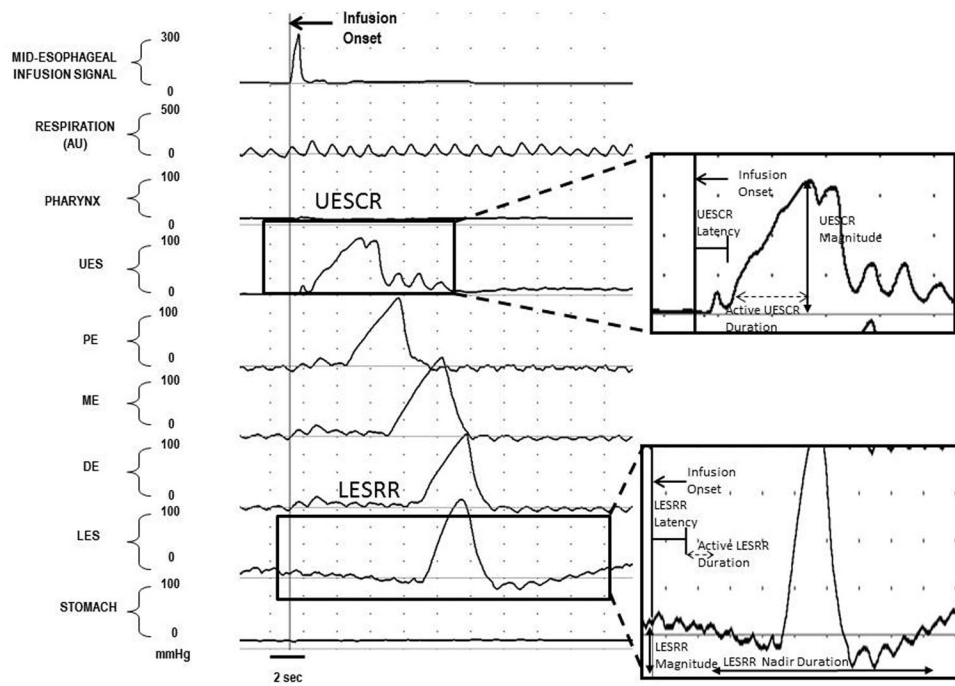 Infusion
Onset
300
MID-ESOPHAGEAL
INFUSION SIGNAL
0
500
RESPIRATION
(AU)
0
100
PHARYNX
0
UESCR
100
UES
0
100
PE
0
100
ME
0
100
DE
0
LESRR
100
LES
0
100
STOMACH
0
mmHg
2 sec
Infusion
Onset
UESCR
Latency
UESCR
Magnitude
Active UESCR
Duration
Infusion
Onset
LESRR
Latency
Active LESRR
Duration
LESRR
Magnitude
LESRR Nadir Duration